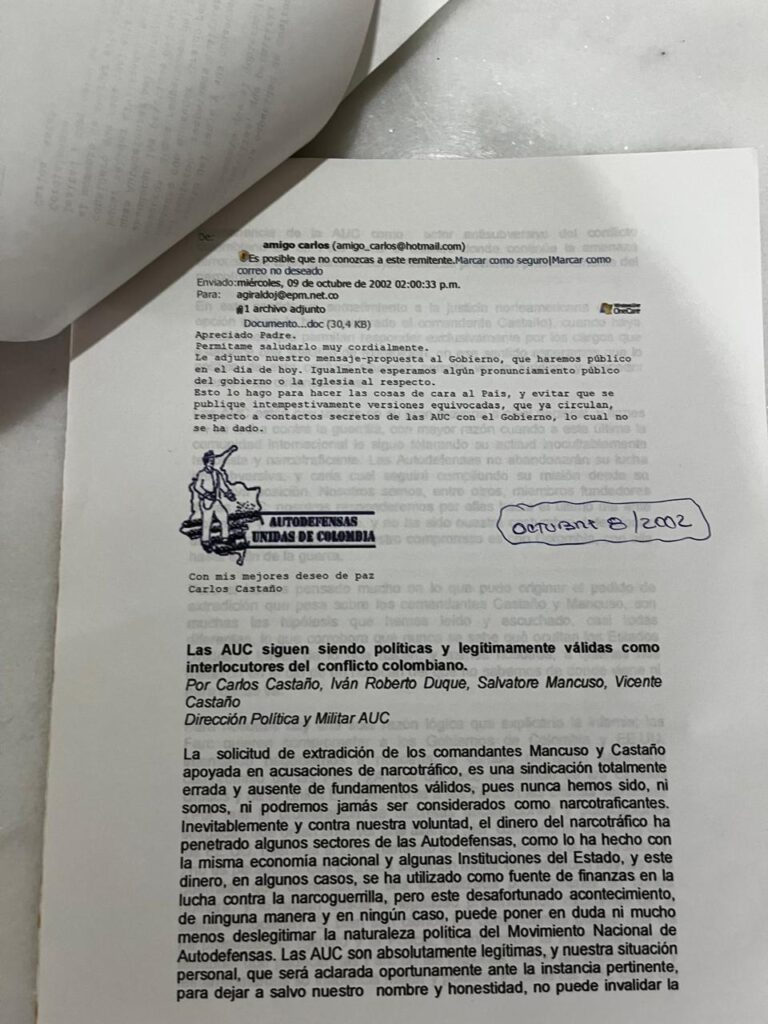 De:
amigo carlos (amigo_carlos@hotmail.com)
Es posible que no conozcas a este remitente.Marcar como seguro|Marcar como
correo no deseado
Enviado:miércoles, 09 de octubre de 2002 02:00:33 p.m.
Para: agiraldoj@epm.net.co
1 archivo adjunto
Windows Live OneCare
Documento...doc (30,4 KB)
Apreciado Padre.
Permitame saludarlo muy cordialmente.
Le adjunto nuestro mensaje-propuesta al Gobierno, que haremos público
en el día de hoy. Igualmente esperamos algún pronunciamiento públco
del gobierno o la Iglesia al respecto.
Esto lo hago para hacer las cosas de cara al País, y evitar que se
publique intempestivamente versiones equivocadas, que ya circulan,
respecto a contactos secretos de las AUC con el Gobierno, lo cual no
se ha dado.
AUTODEFENSAS
UNIDAS DE COLOMBIA
OCTUBRE 8/2002
Con mis mejores deseo de paz
Carlos Castaño
Las AUC siguen siendo políticas y legitimamente válidas como
interlocutores del conflicto colombiano.
Por Carlos Castaño, Iván Roberto Duque, Salvatore Mancuso, Vicente
Castaño
Dirección Política y Militar AUC
La solicitud de extradición de los comandantes Mancuso y Castaño
apoyada en acusaciones de narcotráfico, es una sindicación totalmente
errada y ausente de fundamentos válidos, pues nunca hemos sido, ni
somos, ni podremos jamás ser considerados como narcotraficantes.
Inevitablemente y contra nuestra voluntad, el dinero del narcotráfico ha
penetrado algunos sectores de las Autodefensas, como lo ha hecho con
la misma economía nacional y algunas Instituciones del Estado, y este
dinero, en algunos casos, se ha utilizado como fuente de finanzas en la
lucha contra la narcoguerrilla, pero este desafortunado acontecimiento,
de ninguna manera y en ningún caso, puede poner en duda ni mucho
menos deslegitimar la naturaleza política del Movimiento Nacional de
Autodefensas. Las AUC son absolutamente legítimas, y nuestra situación
personal, que será aclarada oportunamente ante la instancia pertinente,
para dejar a salvo nuestro nombre y honestidad, no puede invalidar la